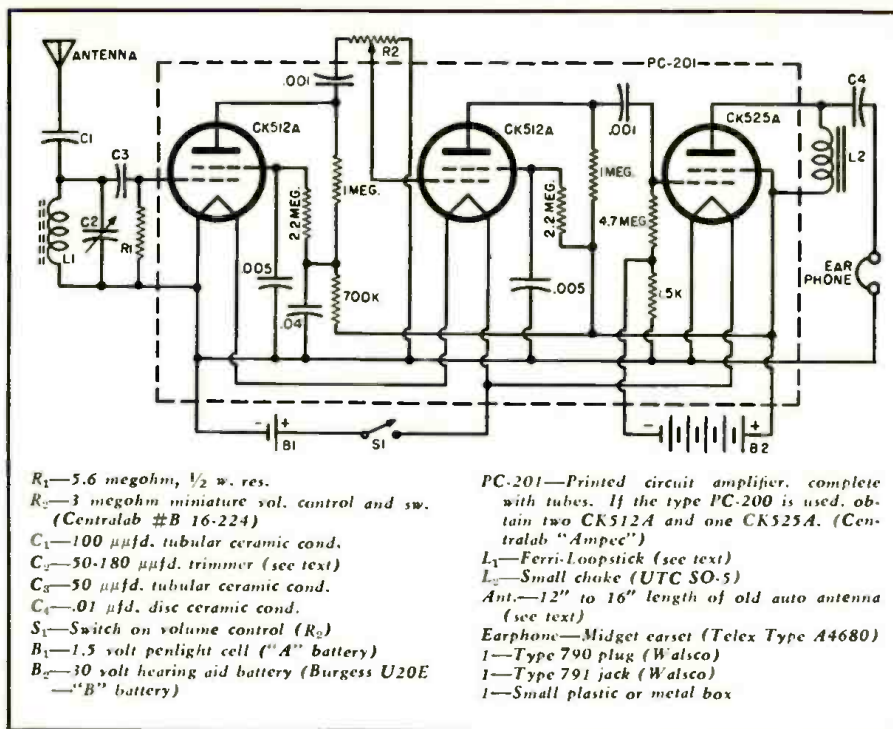 ANTENNA
C1
C2
L1
C3
R1
CK512A
.001
R2
1 MEG.
2.2 MEG.
.005
.04
700K
CK512A
2.2 MEG.
.005
1 MEG.
.001
4.7 MEG.
PC-201
CK525A
L2
C4
EAR
PHONE
- +
B1
S1
- +
B2
R₁—5.6 megohm, ½ w. res.
R₂—3 megohm miniature vol. control and sw.
(Centralab #B 16-224)
C₁—100 μμfd. tubular ceramic cond.
C₂—50-180 μμfd. trimmer (see text)
C₃—50 μμfd. tubular ceramic cond.
C₄—.01 μfd. disc ceramic cond.
S₁—Switch on volume control (R₂)
B₁—1.5 volt penlight cell ("A" battery)
B₂—30 volt hearing aid battery (Burgess U20E
—"B" battery)
PC-201—Printed circuit amplifier, complete
with tubes. If the type PC-200 is used, ob-
tain two CK512A and one CK525A. (Cen-
tralab "Ampec")
L₁—Ferri-Loopstick (see text)
L₂—Small choke (UTC SO-5)
Ant.—12" to 16" length of old auto antenna
(see text)
Earphone—Midget earset (Telex Type A4680)
1—Type 790 plug (Walsco)
1—Type 791 jack (Walsco)
1—Small plastic or metal box